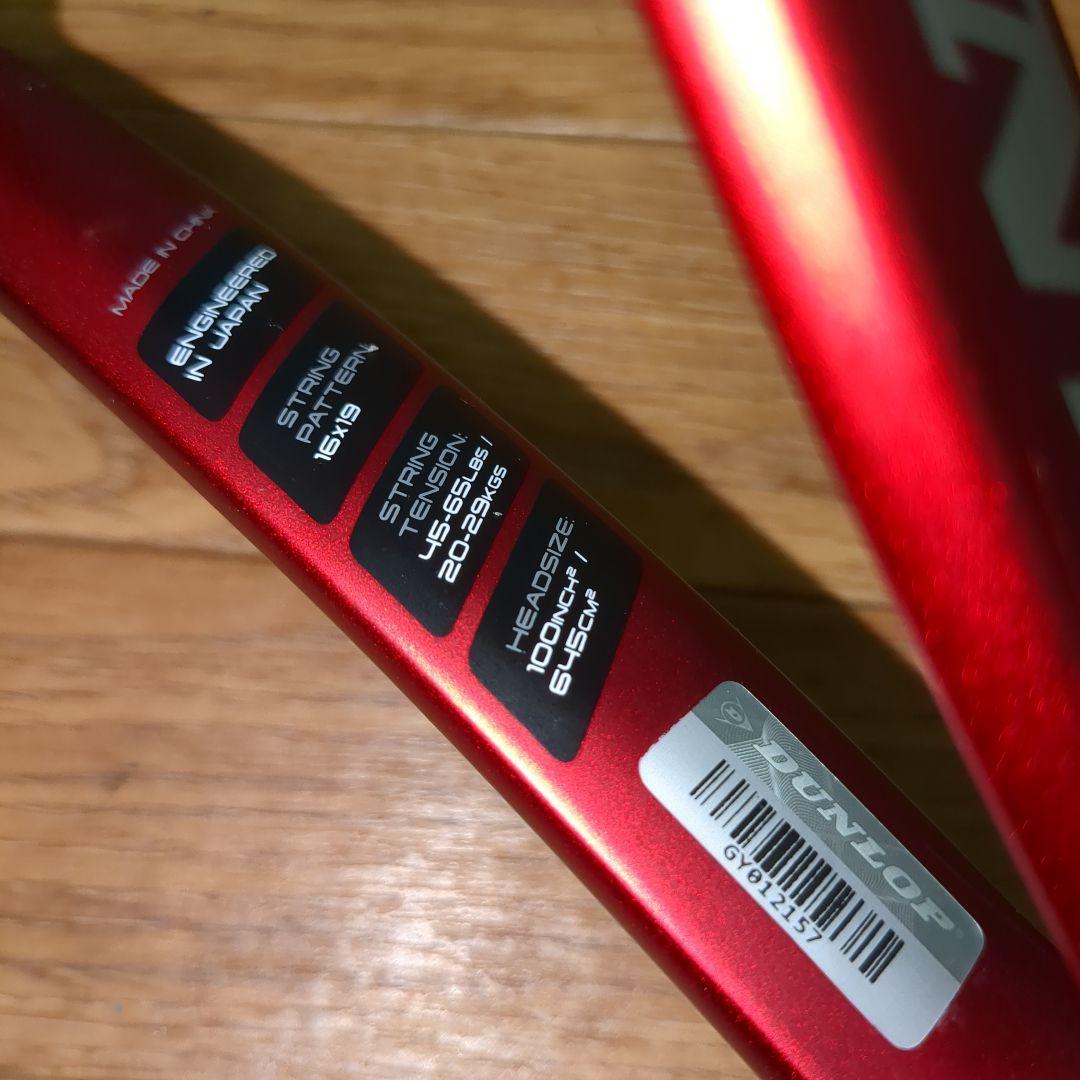 MADE IN CHINA
ENGINEERED
IN JAPAN
STRING
PATTERN:
16x19
STRING
TENSION:
45-65LBS /
20-29KGS
HEADSIZE:
100INCH² /
645CM²
DUNLOP
GY012157